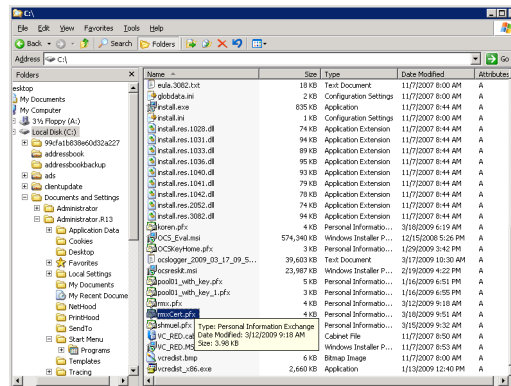 C:\
File Edit View Favorites Tools Help
Back Search Folders
Address C:\ Go
Folders
Name Size Type Date Modified Attributes
esktop
My Documents
My Computer
3½ Floppy (A:)
Local Disk (C:)
99cfa1b838e60d32a227
addressbook
addressbookbackup
ads
clientupdate
Documents and Settings
Administrator
Administrator.R13
Application Data
Cookies
Desktop
Favorites
Local Settings
My Documents
My Recent Docume
NetHood
PrintHood
SendTo
Start Menu
Programs
Templates
Tracing
eula.3082.txt 18 KB Text Document 11/7/2007 8:00 AM A
globdata.ini 2 KB Configuration Settings 11/7/2007 8:00 AM A
install.exe 835 KB Application 11/7/2007 8:44 AM A
install.ini 1 KB Configuration Settings 11/7/2007 8:00 AM A
install.res.1028.dll 74 KB Application Extension 11/7/2007 8:44 AM A
install.res.1031.dll 94 KB Application Extension 11/7/2007 8:44 AM A
install.res.1033.dll 89 KB Application Extension 11/7/2007 8:44 AM A
install.res.1036.dll 95 KB Application Extension 11/7/2007 8:44 AM A
install.res.1040.dll 93 KB Application Extension 11/7/2007 8:44 AM A
install.res.1041.dll 79 KB Application Extension 11/7/2007 8:44 AM A
install.res.1042.dll 78 KB Application Extension 11/7/2007 8:44 AM A
install.res.2052.dll 74 KB Application Extension 11/7/2007 8:44 AM A
install.res.3082.dll 94 KB Application Extension 11/7/2007 8:44 AM A
koren.pfx 4 KB Personal Informatio... 3/18/2009 6:19 AM A
OCS_Eval.msi 574,340 KB Windows Installer P... 12/15/2008 5:26 PM A
OCSKeyHome.pfx 3 KB Personal Informatio... 1/29/2009 3:42 PM A
ocslogger_2009_03_17_09_5... 39,603 KB Text Document 3/17/2009 10:30 AM A
ocsreskit.msi 23,987 KB Windows Installer P... 2/19/2009 4:22 PM A
pool01_with_key.pfx 5 KB Personal Informatio... 1/16/2009 6:51 PM A
pool01_with_key_1.pfx 3 KB Personal Informatio... 1/16/2009 6:55 PM A
rmx.pfx 4 KB Personal Informatio... 3/12/2009 9:18 AM A
rmxCert.pfx 4 KB Personal Informatio... 3/18/2009 9:51 AM A
shmuel.pfx Personal Informatio... 3/15/2009 9:32 AM A
VC_RED.cab Cabinet File 11/7/2007 8:50 AM A
VC_RED.MS Windows Installer P... 11/7/2007 8:53 AM A
vcredist.bmp 6 KB Bitmap Image 11/7/2007 8:00 AM A
vcredist_x86.exe 2,660 KB Application 1/13/2009 12:40 PM A
Type: Personal Information Exchange
Date Modified: 3/12/2009 9:18 AM
Size: 3.98 KB